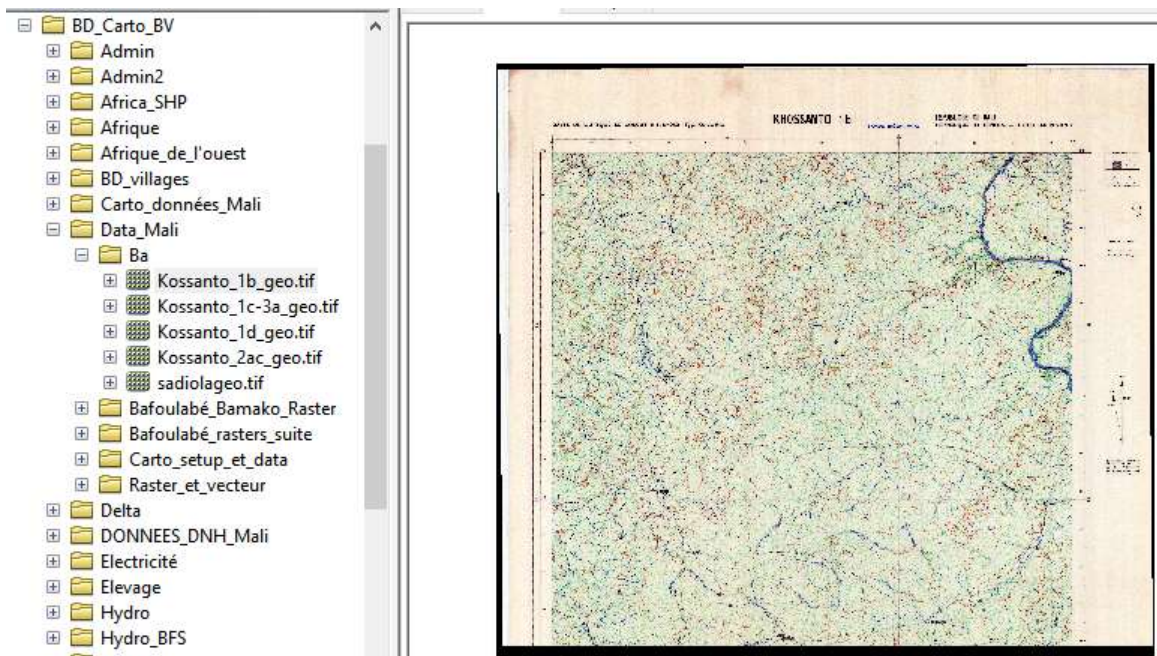 BD_Carto_BV
Admin
Admin2
Africa_SHP
Afrique
Afrique_de_l'ouest
BD_villages
Carto_données_Mali
Data_Mali
Ba
Kossanto_1b_geo.tif
Kossanto_1c-3a_geo.tif
Kossanto_1d_geo.tif
Kossanto_2ac_geo.tif
sadiolageo.tif
Bafoulabé_Bamako_Raster
Bafoulabé_rasters_suite
Carto_setup_et_data
Raster_et_vecteur
Delta
DONNEES_DNH_Mali
Electricité
Elevage
Hydro
Hydro_BFS
KHOSSANTO